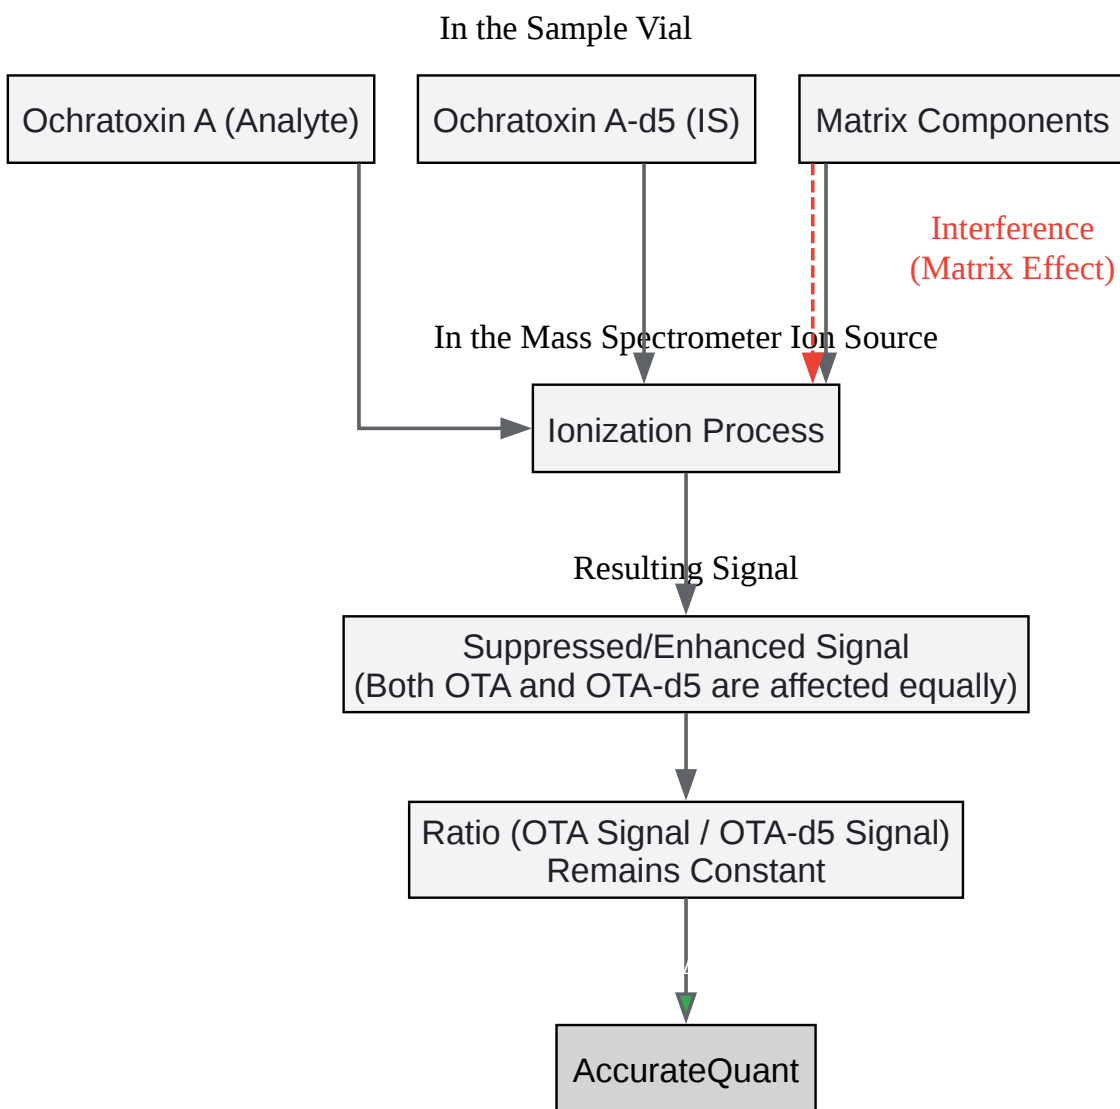 In the Sample Vial
Ochratoxin A (Analyte)
Ochratoxin A-d5 (IS)
Matrix Components
Interference
(Matrix Effect)
In the Mass Spectrometer Ion Source
Ionization Process
Resulting Signal
Suppressed/Enhanced Signal
(Both OTA and OTA-d5 are affected equally)
Ratio (OTA Signal / OTA-d5 Signal)
Remains Constant
AccurateQuant